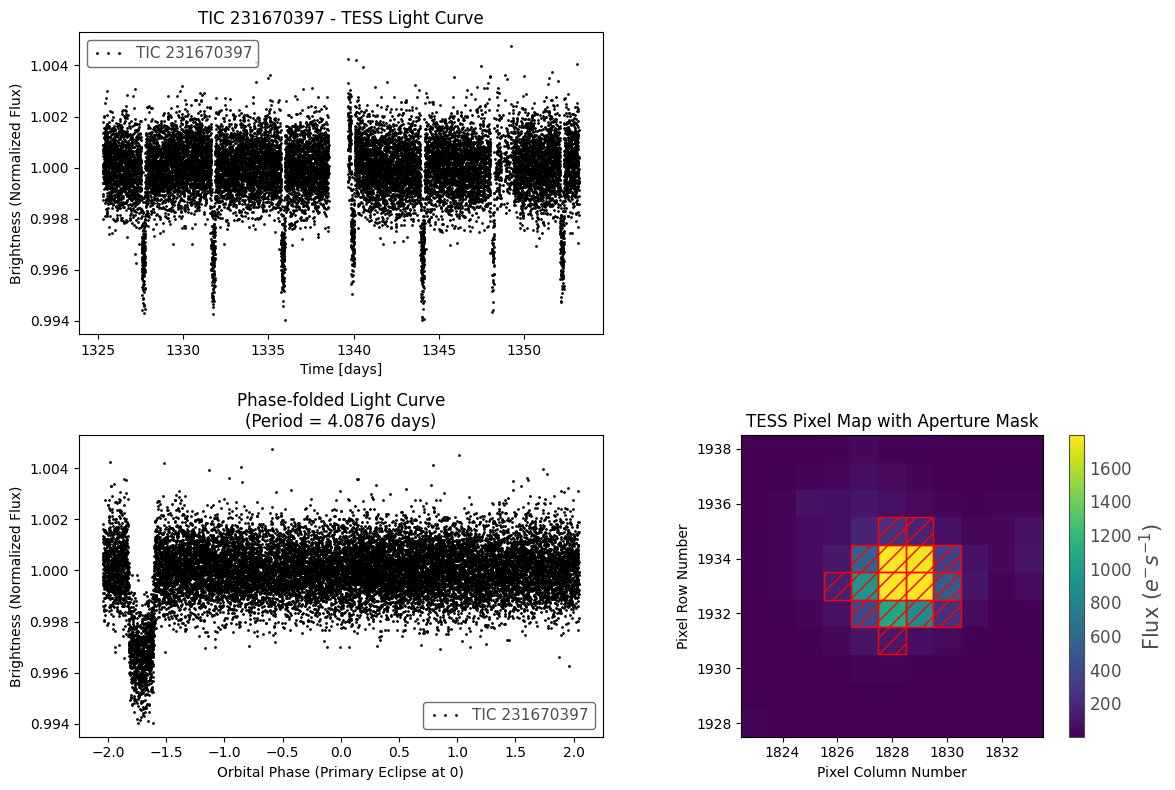 TIC 231670397 - TESS Light Curve
TIC 231670397
Brightness (Normalized Flux)
1.004
1.002
1.000
0.998
0.996
0.994
1325 1330 1335 1340 1345 1350
Time [days]
Phase-folded Light Curve
(Period = 4.0876 days)
Brightness (Normalized Flux)
1.004
1.002
1.000
0.998
0.996
0.994
TIC 231670397
−2.0 −1.5 −1.0 −0.5 0.0 0.5 1.0 1.5 2.0
Orbital Phase (Primary Eclipse at 0)
TESS Pixel Map with Aperture Mask
Pixel Row Number
1938
1936
1934
1932
1930
1928
1824 1826 1828 1830 1832
Pixel Column Number
1600
1400
1200
1000
800
600
400
200
Flux (e⁻ s⁻¹)